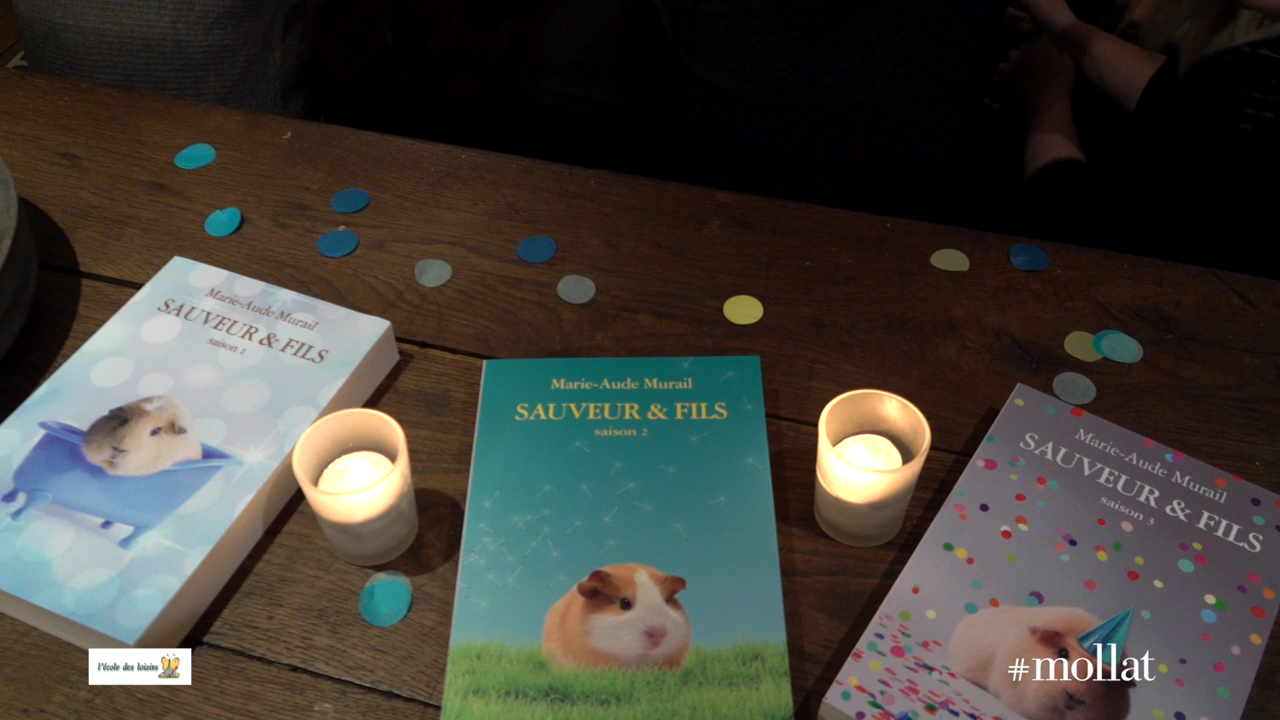 Marie-Aude Murail
SAUVEUR & FILS
saison 1
Marie-Aude Murail
SAUVEUR & FILS
saison 2
Marie-Aude Murail
SAUVEUR & FILS
saison 3
l'école des loisirs
#mollat